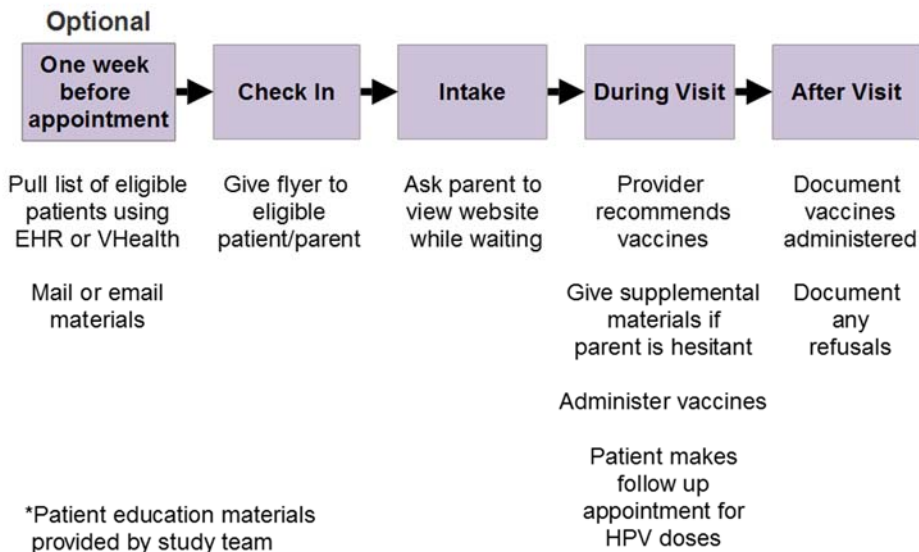 Optional
One week
before
appointment
Check In
Intake
During Visit
After Visit
Pull list of eligible
patients using
EHR or VHealth
Mail or email
materials
Give flyer to
eligible
patient/parent
Ask parent to
view website
while waiting
Provider
recommends
vaccines
Give supplemental
materials if
parent is hesitant
Administer vaccines
Patient makes
follow up
appointment for
HPV doses
Document
vaccines
administered
Document
any
refusals
*Patient education materials
provided by study team